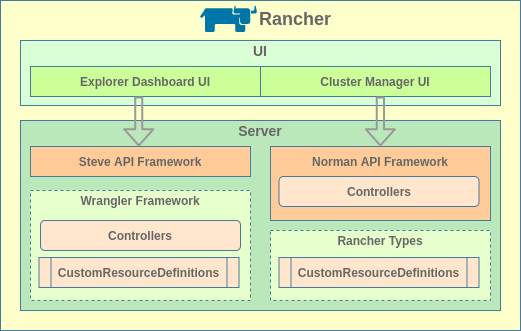 Rancher
UI
Explorer Dashboard UI
Cluster Manager UI
Server
Steve API Framework
Norman API Framework
Controllers
Wrangler Framework
Controllers
CustomResourceDefinitions
Rancher Types
CustomResourceDefinitions